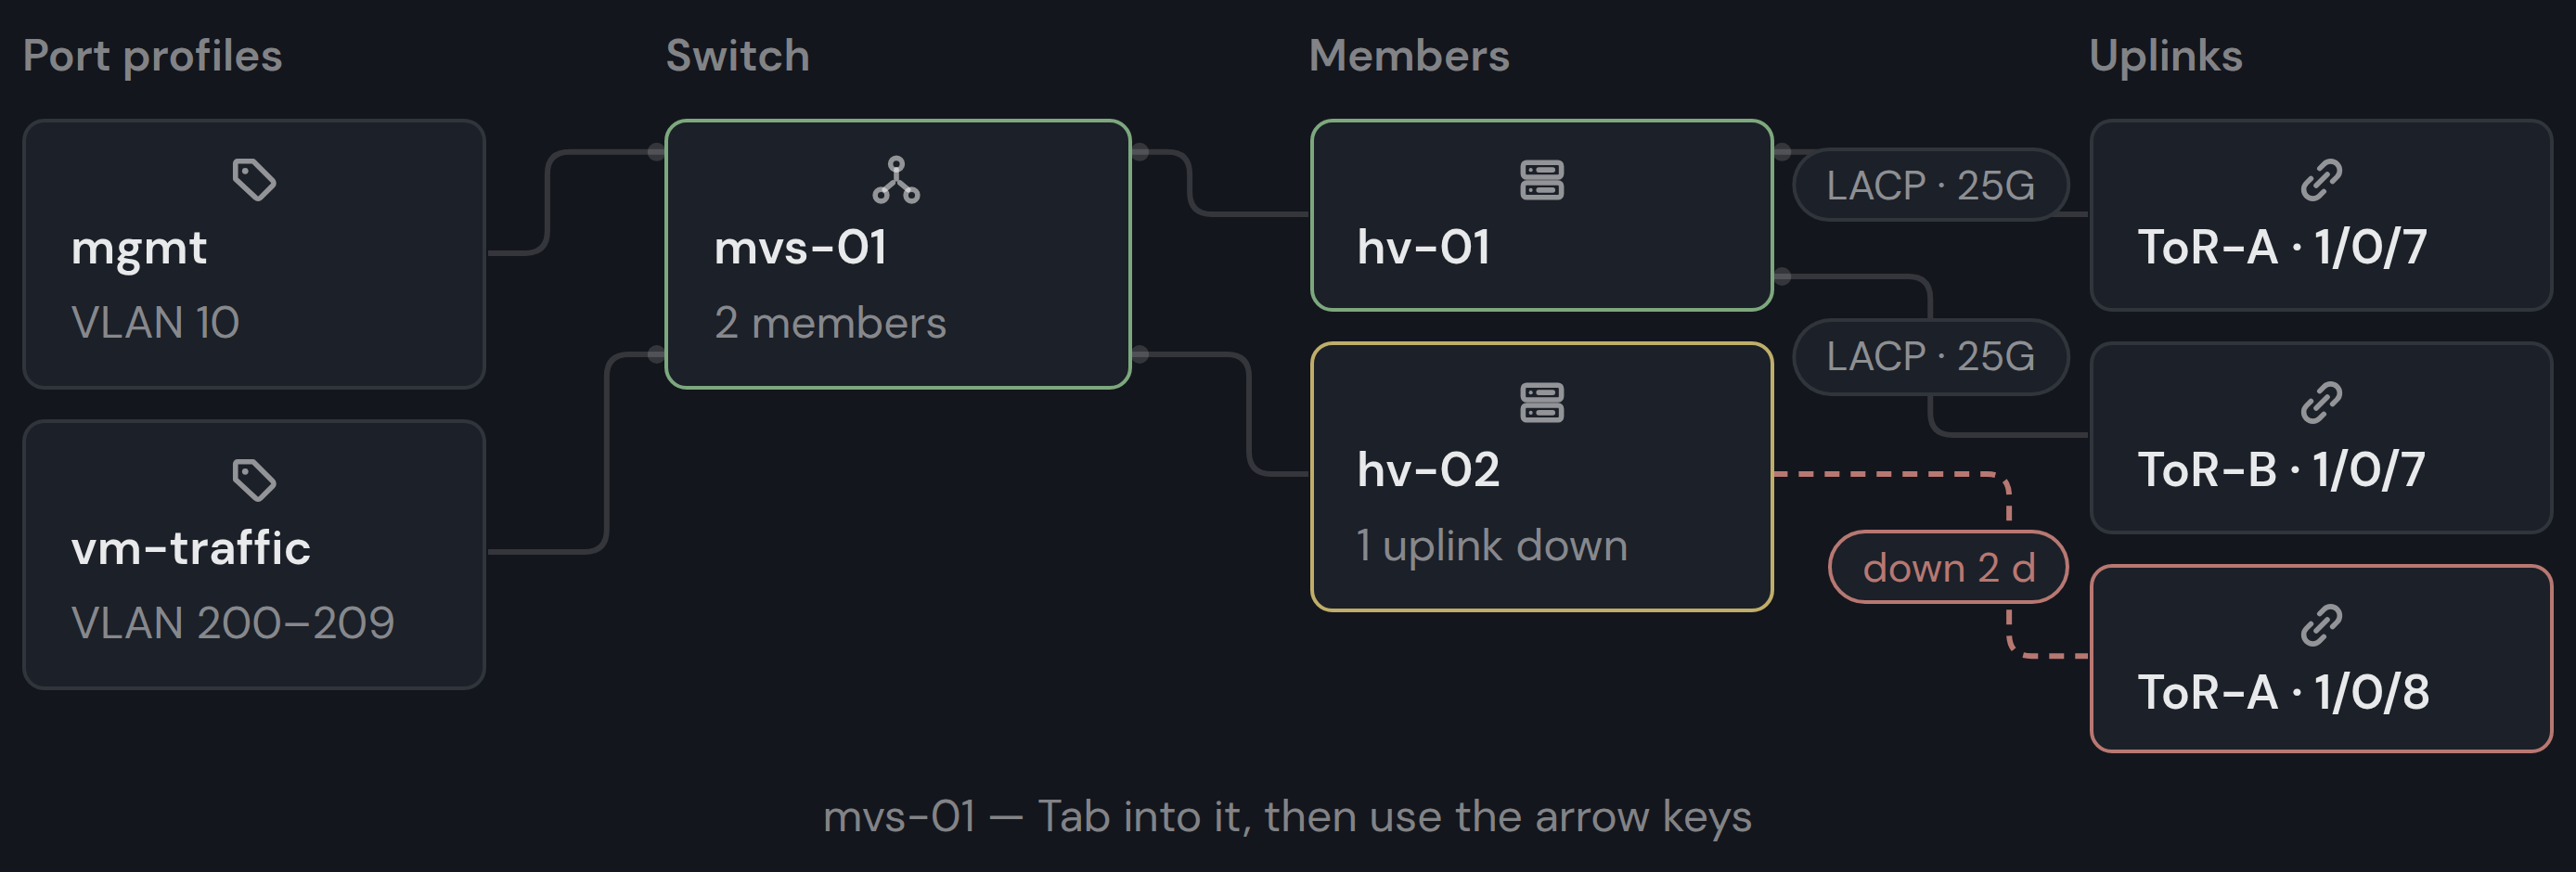 Port profiles
Switch
Members
Uplinks
mgmt
VLAN 10
vm-traffic
VLAN 200–209
mvs-01
2 members
hv-01
hv-02
1 uplink down
LACP · 25G
LACP · 25G
down 2 d
ToR-A · 1/0/7
ToR-B · 1/0/7
ToR-A · 1/0/8
mvs-01 — Tab into it, then use the arrow keys